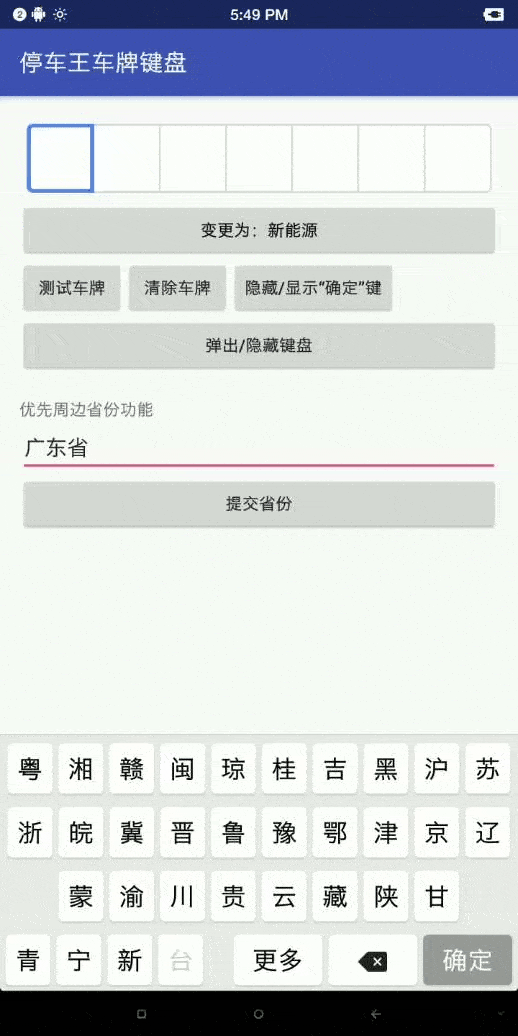 2 5:49 PM
停车王车牌键盘
变更为：新能源
测试车牌 清除车牌 隐藏/显示“确定”键
弹出/隐藏键盘
优先周边省份功能
广东省
提交省份
粤 湘 赣 闽 琼 桂 吉 黑 沪 苏
浙 皖 冀 晋 鲁 豫 鄂 津 京 辽
蒙 渝 川 贵 云 藏 陕 甘
青 宁 新 台 更多 确定